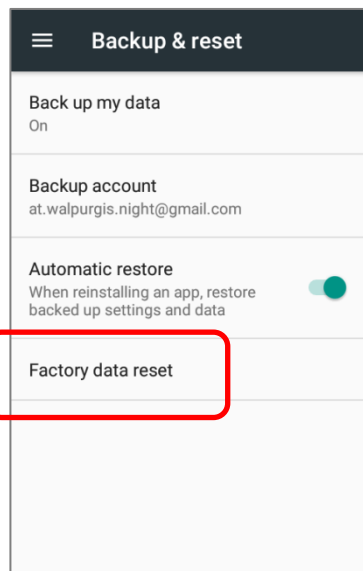 Backup & reset
Back up my data
On
Backup account
at.walpurgis.night@gmail.com
Automatic restore
When reinstalling an app, restore
backed up settings and data
Factory data reset